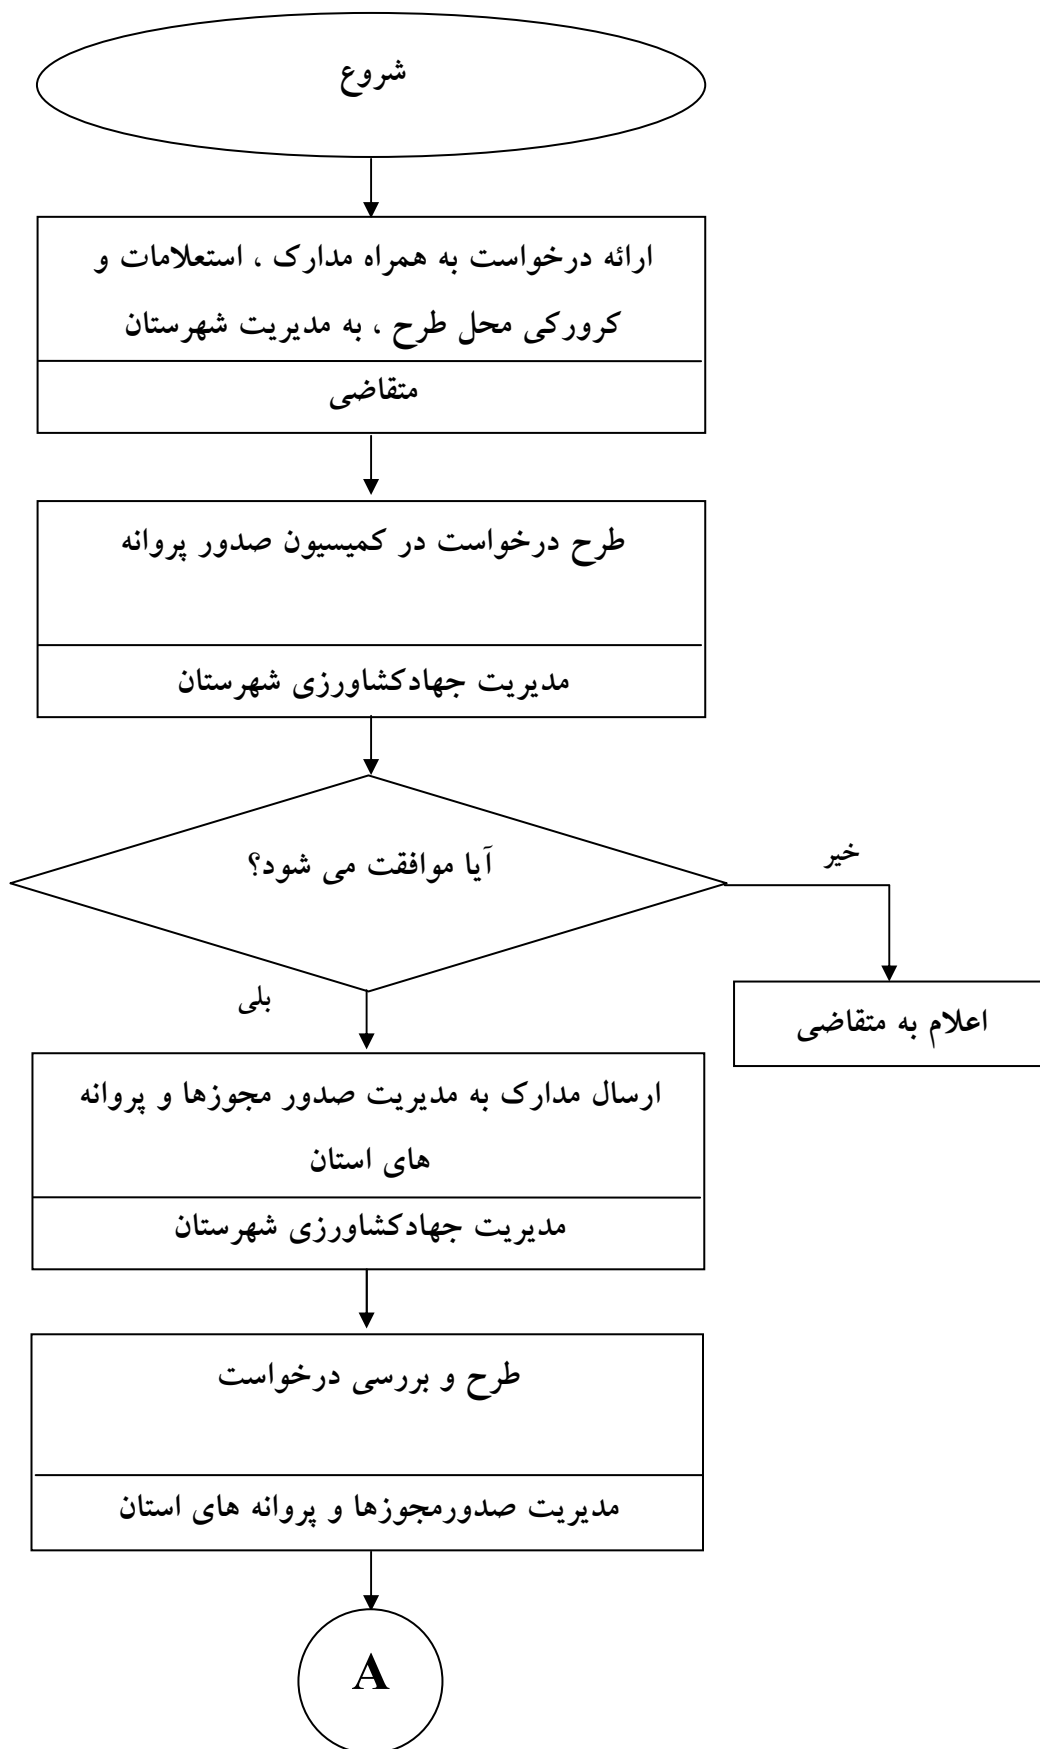 شروع
ارائه درخواست به همراه مدارک ، استعلامات و
کرورکی محل طرح ، به مدیریت شهرستان
متقاضی
طرح درخواست در کمیسیون صدور پروانه
مدیریت جهادکشاورزی شهرستان
آیا موافقت می شود؟
خیر
بلی
اعلام به متقاضی
ارسال مدارک به مدیریت صدور مجوزها و پروانه
های استان
مدیریت جهادکشاورزی شهرستان
طرح و بررسی درخواست
مدیریت صدورمجوزها و پروانه های استان
A